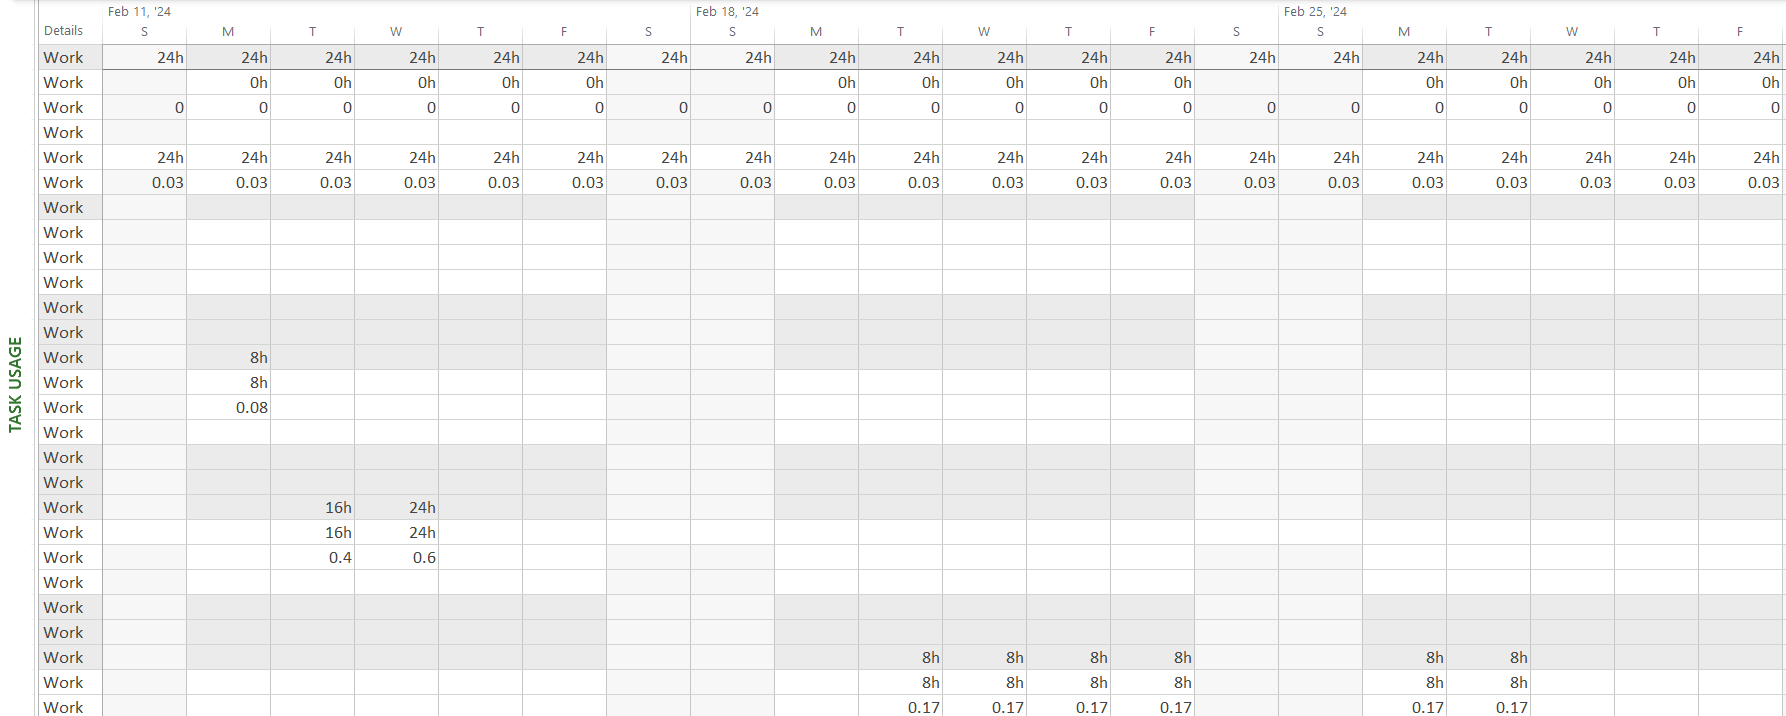 Feb 11, '24 Feb 18, '24 Feb 25, '24
Details S M T W T F S S M T W T F S S M T W T F
Work 24h 24h 24h 24h 24h 24h 24h 24h 24h 24h 24h 24h 24h 24h 24h 24h 24h 24h 24h 24h
Work 0h 0h 0h 0h 0h 0h 0h 0h 0h 0h 0h 0h 0h 0h 0h
Work 0 0 0 0 0 0 0 0 0 0 0 0 0 0 0 0 0 0 0 0
Work
Work 24h 24h 24h 24h 24h 24h 24h 24h 24h 24h 24h 24h 24h 24h 24h 24h 24h 24h 24h 24h
Work 0.03 0.03 0.03 0.03 0.03 0.03 0.03 0.03 0.03 0.03 0.03 0.03 0.03 0.03 0.03 0.03 0.03 0.03 0.03 0.03
Work
Work
Work
Work
Work
Work
Work 8h
Work 8h
Work 0.08
Work
Work
Work
Work 16h 24h
Work 16h 24h
Work 0.4 0.6
Work
Work
Work
Work 8h 8h 8h 8h 8h 8h
Work 8h 8h 8h 8h 8h 8h
Work 0.17 0.17 0.17 0.17 0.17 0.17
TASK USAGE